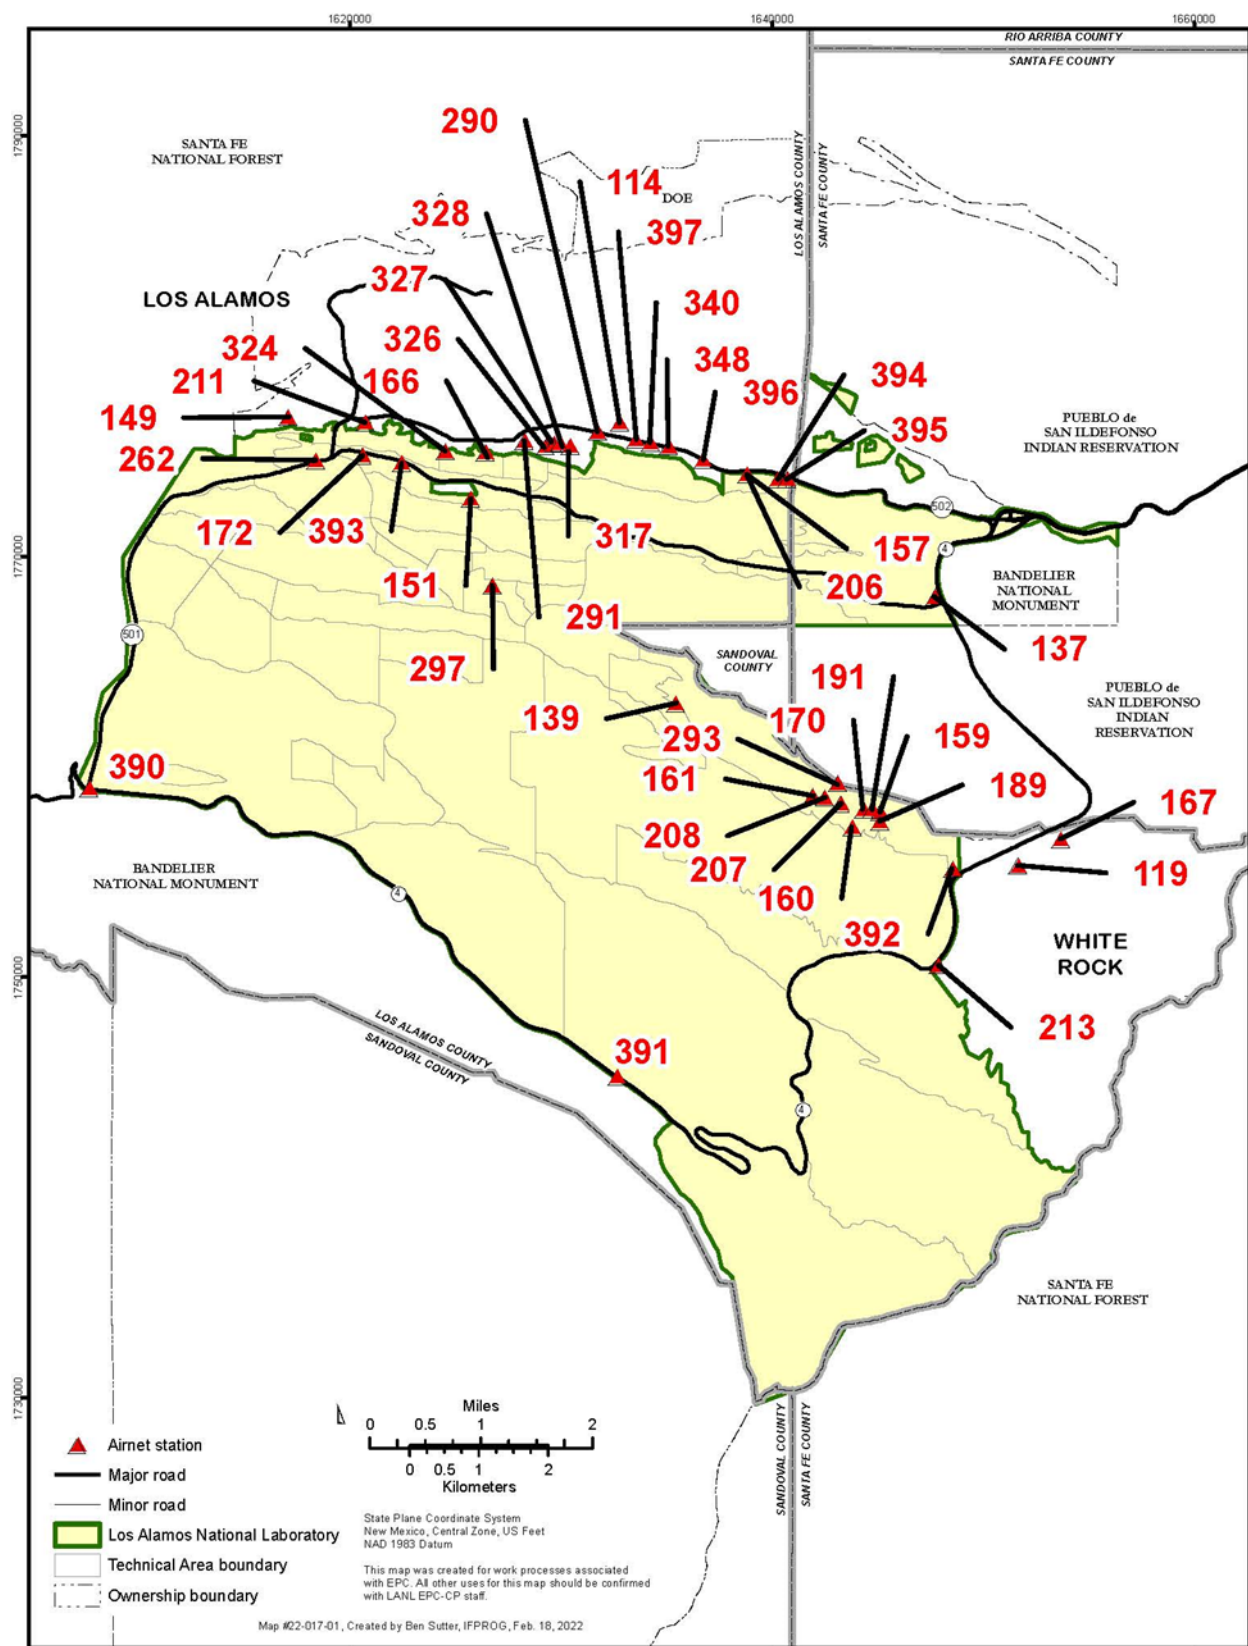 1620000
1640000
1660000
RIO ARRIBA COUNTY
SANTA FE COUNTY
1790000
290
SANTA FE
NATIONAL FOREST
LOS ALAMOS COUNTY
SANTA FE COUNTY
114
DOE
328
397
327
LOS ALAMOS
340
324
326
348
394
211
166
396
149
395
PUEBLO de
SAN ILDEFONSO
INDIAN RESERVATION
262
502
172
393
317
157
4
1770000
151
206
BANDELIER
NATIONAL
MONUMENT
291
501
137
297
SANDOVAL
COUNTY
191
PUEBLO de
SAN ILDEFONSO
INDIAN
RESERVATION
139
170
293
159
390
161
189
167
208
207
119
BANDELIER
NATIONAL MONUMENT
4
160
392
WHITE
ROCK
1750000
213
LOS ALAMOS COUNTY
SANDOVAL COUNTY
391
4
SANTA FE
NATIONAL FOREST
1730000
SANDOVAL COUNTY
SANTA FE COUNTY
Miles
0 0.5 1 2
0 0.5 1 2
Kilometers
Airnet station
Major road
Minor road
Los Alamos National Laboratory
Technical Area boundary
Ownership boundary
State Plane Coordinate System
New Mexico, Central Zone, US Feet
NAD 1983 Datum
This map was created for work processes associated
with EPC. All other uses for this map should be confirmed
with LANL EPC-CP staff.
Map #22-017-01, Created by Ben Sutter, IFPROG, Feb. 18, 2022